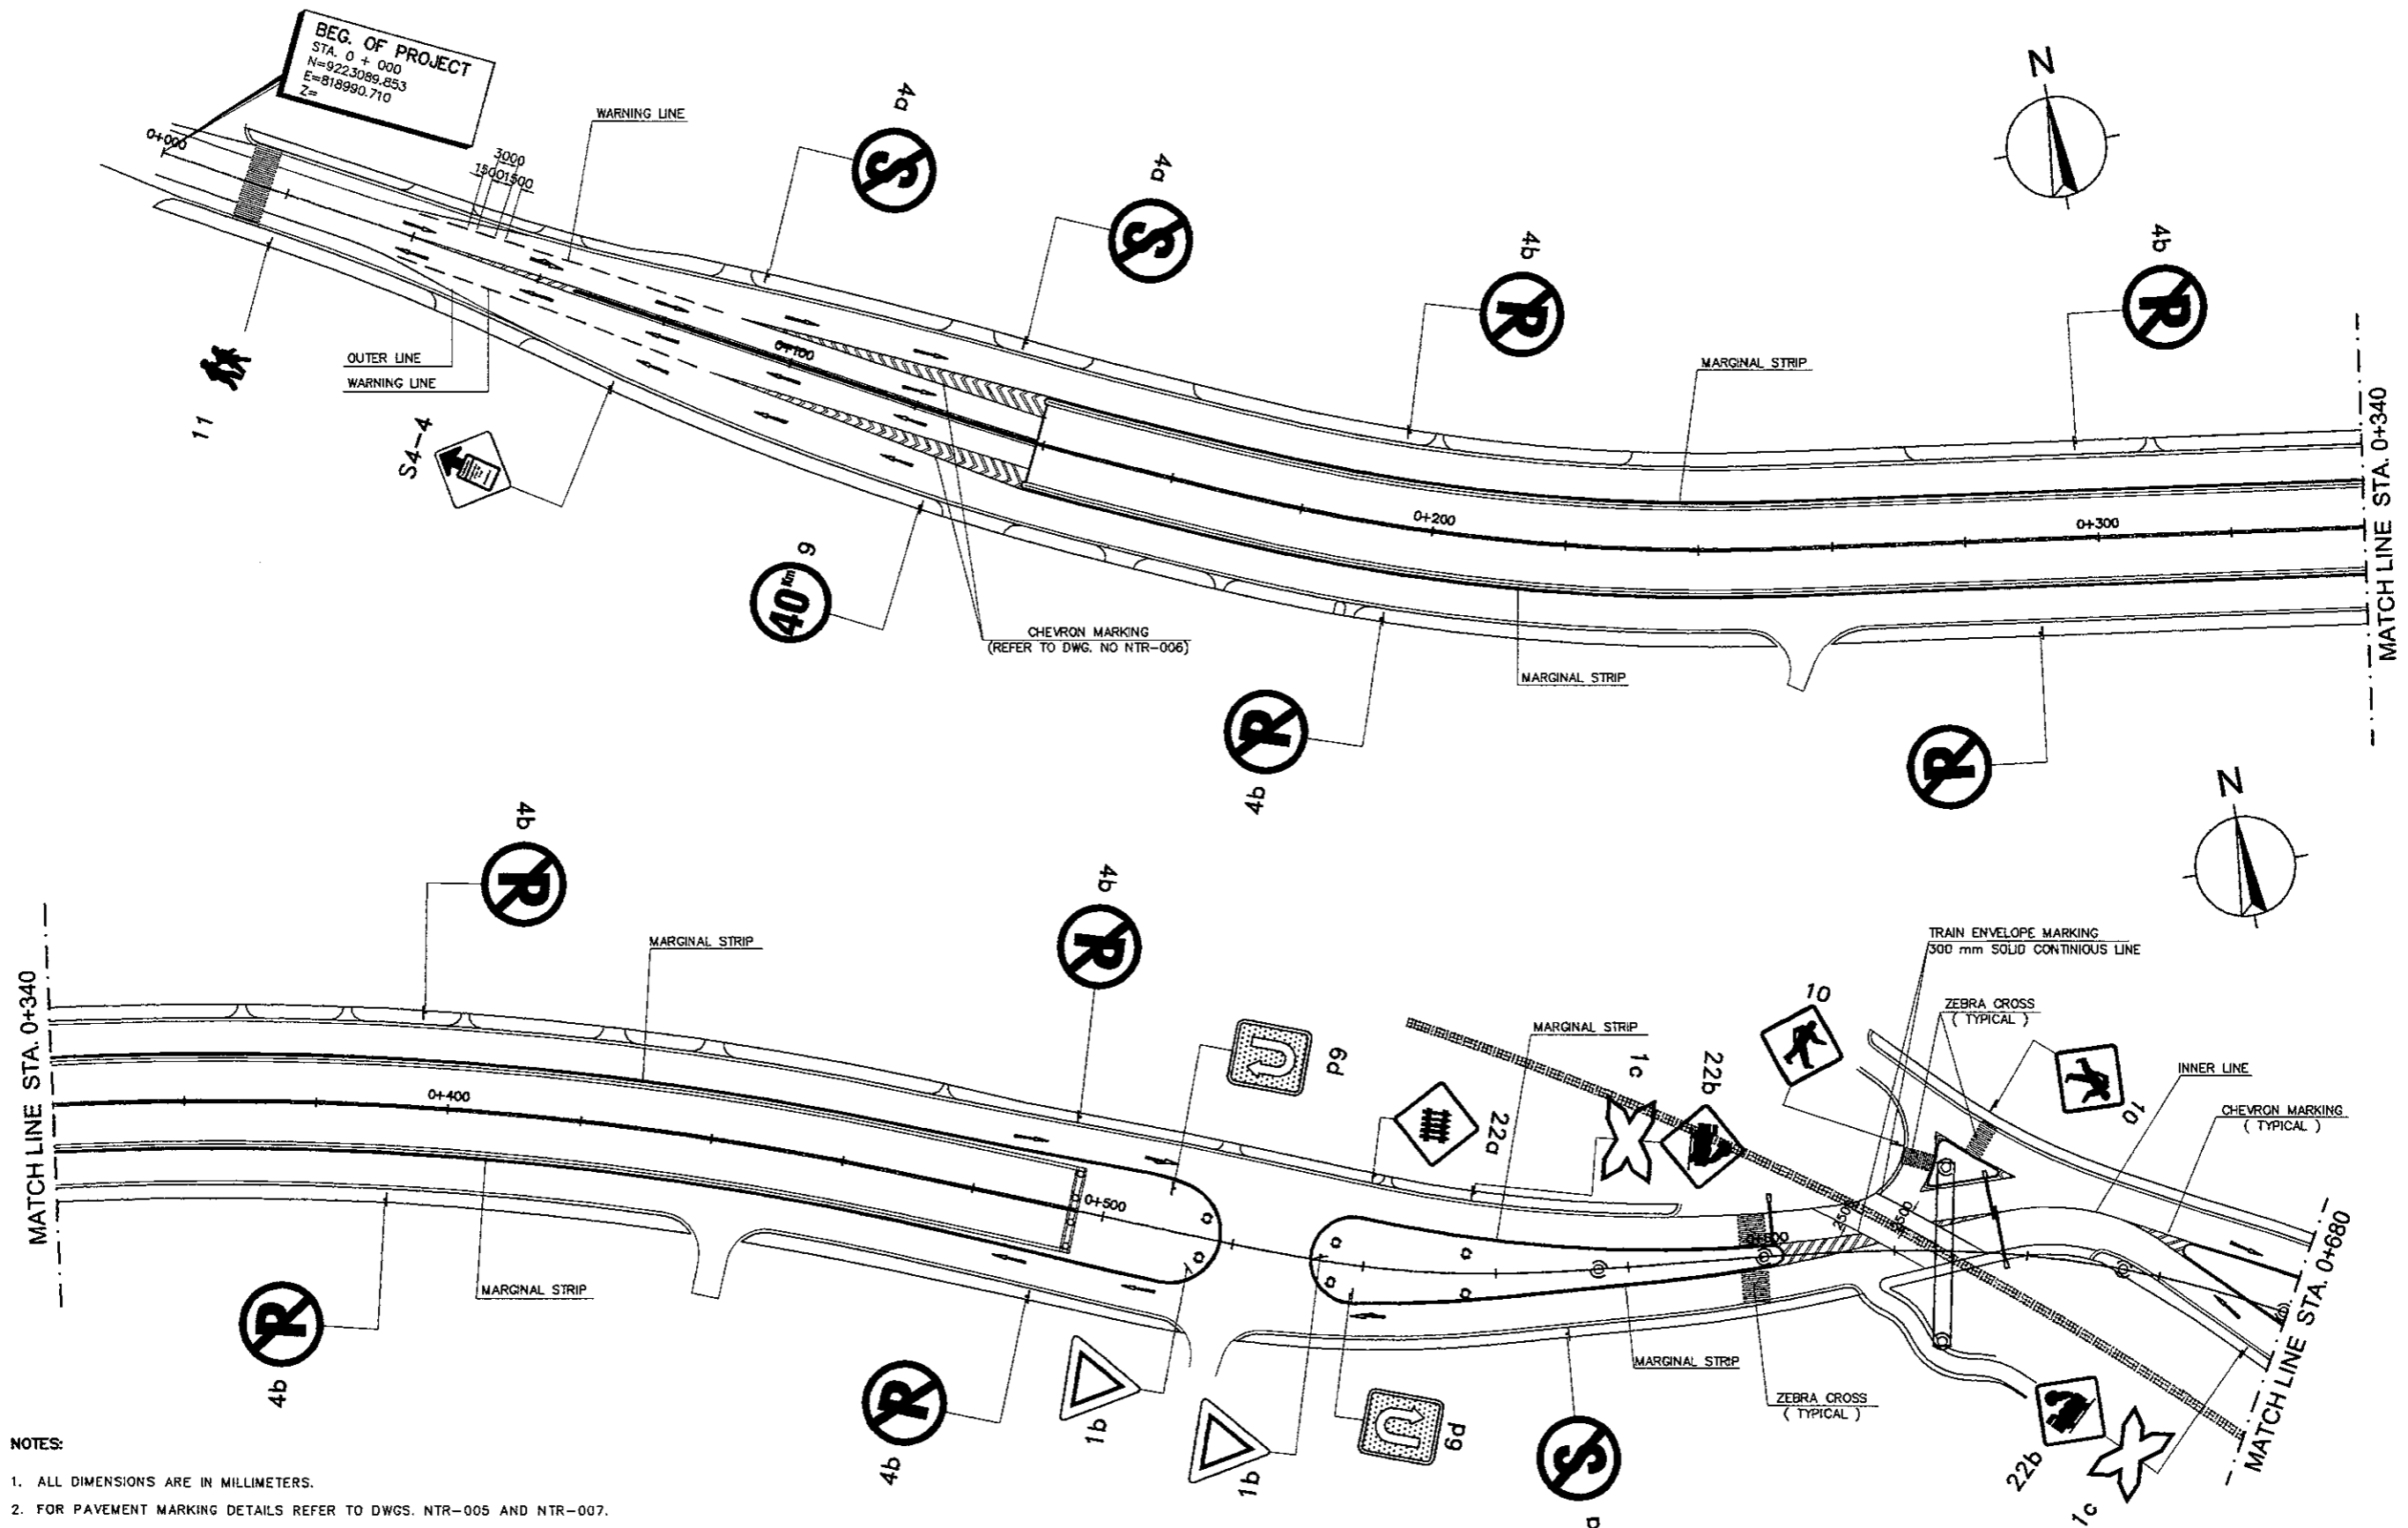 BEG. OF PROJECT
STA. 0 + 000
N=9223089.853
E=818990.710
Z=
0+000
WARNING LINE
3000
1500 1500
4a
S
4a
S
4b
R
4b
R
N
OUTER LINE
WARNING LINE
11
S4-4
0+100
MARGINAL STRIP
0+200
0+300
MATCH LINE STA. 0+340
40 Km
9
CHEVRON MARKING
(REFER TO DWG. NO NTR-006)
MARGINAL STRIP
R
4b
R
N
MATCH LINE STA. 0+340
4b
R
MARGINAL STRIP
4b
R
0+400
0+500
6d
22a
MARGINAL STRIP
1c
22b
10
TRAIN ENVELOPE MARKING
300 mm SOLID CONTINIOUS LINE
ZEBRA CROSS
( TYPICAL )
10
INNER LINE
CHEVRON MARKING
( TYPICAL )
0+600
MATCH LINE STA. 0+680
R
4b
MARGINAL STRIP
R
4b
1b
1b
6d
S
MARGINAL STRIP
ZEBRA CROSS
( TYPICAL )
22b
1c
NOTES:
1. ALL DIMENSIONS ARE IN MILLIMETERS.
2. FOR PAVEMENT MARKING DETAILS REFER TO DWGS. NTR-005 AND NTR-007.